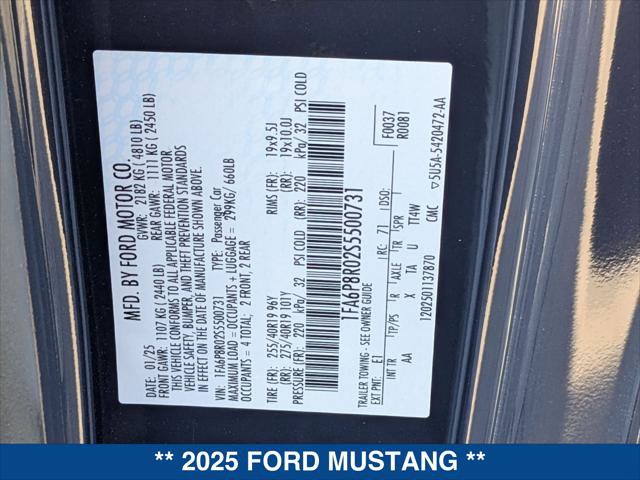 MFD. BY FORD MOTOR CO.
DATE: 01/25 GVWR: 2182 KG ( 4810 LB)
FRONT GAWR: 1107 KG ( 2440 LB) REAR GAWR: 1111 KG ( 2450 LB)
THIS VEHICLE CONFORMS TO ALL APPLICABLE FEDERAL MOTOR
VEHICLE SAFETY, BUMPER, AND THEFT PREVENTION STANDARDS
IN EFFECT ON THE DATE OF MANUFACTURE SHOWN ABOVE.
VIN: 1FA6P8R02S5500731 TYPE: Passenger Car
MAXIMUM LOAD = OCCUPANTS + LUGGAGE = 299KG/ 660LB
OCCUPANTS = 4 TOTAL; 2 FRONT, 2 REAR
TIRE (FR): 255/40R19 96Y RIMS (FR): 19x9.5J
(RR): 275/40R19 101Y (RR): 19x10.0J
PRESSURE (FR): 220 kPa/ 32 PSI COLD (RR): 220 kPa/ 32 PSI COLD
1FA6P8R02S5500731
TRAILER TOWING - SEE OWNER GUIDE
EXT PNT: E1 RC: 71 DSO: F0037
R0081
INT TR TP/PS R AXLE TR SPR
AA X TA U TT4W
1202501137870 CMC ▽5U5A-5420472-AA
** 2025 FORD MUSTANG **